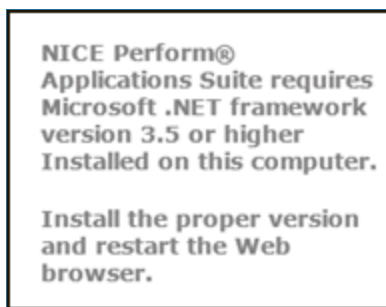 NICE Perform®
Applications Suite requires
Microsoft .NET framework
version 3.5 or higher
Installed on this computer.
Install the proper version
and restart the Web
browser.